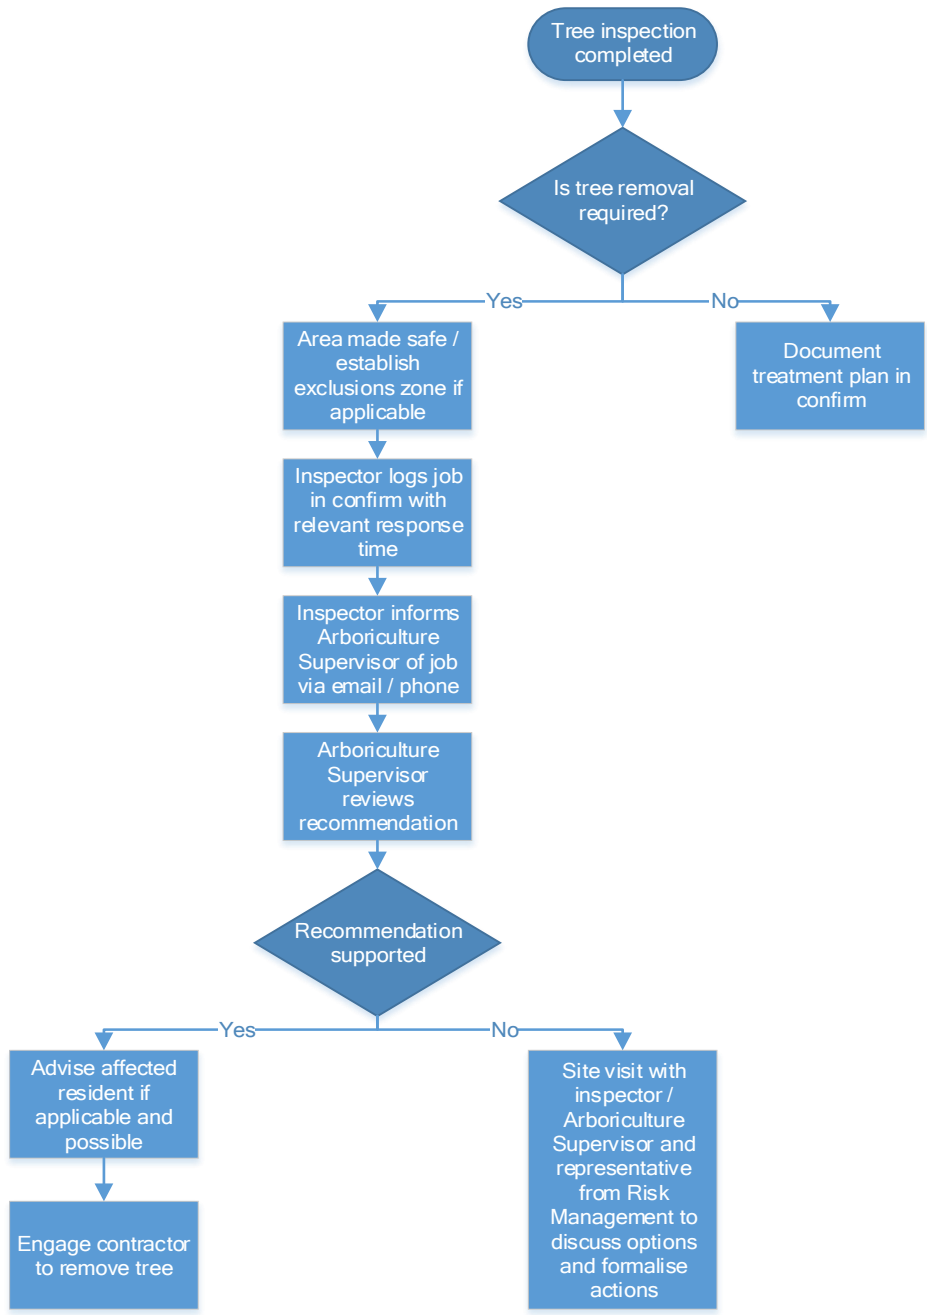 Tree inspection
completed
Is tree removal
required?
Yes
No
Area made safe /
establish
exclusions zone if
applicable
Document
treatment plan in
confirm
Inspector logs job
in confirm with
relevant response
time
Inspector informs
Arboriculture
Supervisor of job
via email / phone
Arboriculture
Supervisor
reviews
recommendation
Recommendation
supported
Yes
No
Advise affected
resident if
applicable and
possible
Site visit with
inspector /
Arboriculture
Supervisor and
representative
from Risk
Management to
discuss options
and formalise
actions
Engage contractor
to remove tree